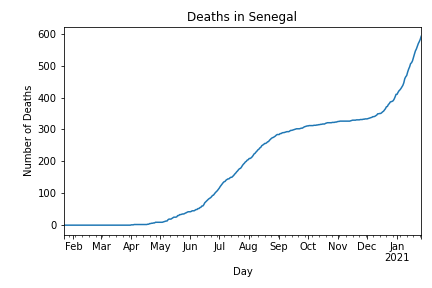 Deaths in Senegal
Number of Deaths
600
500
400
300
200
100
0
Feb Mar Apr May Jun Jul Aug Sep Oct Nov Dec Jan
2021
Day